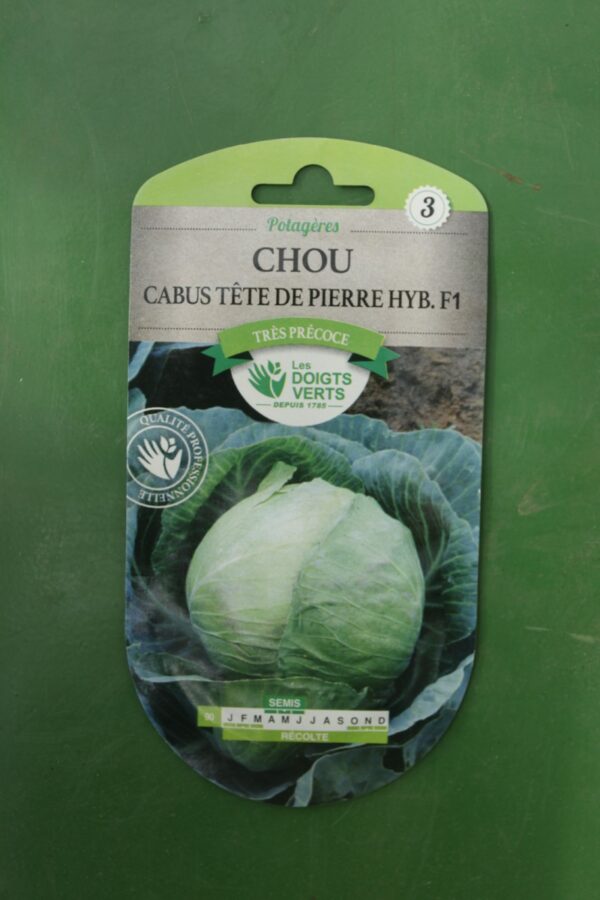 3
Potagères
CHOU
CABUS TÊTE DE PIERRE HYB. F1
TRÈS PRÉCOCE
Les
DOIGTS
VERTS
DEPUIS 1785
QUALITÉ PROFESSIONNELLE
SEMIS
J F M A M J J A S O N D
RÉCOLTE